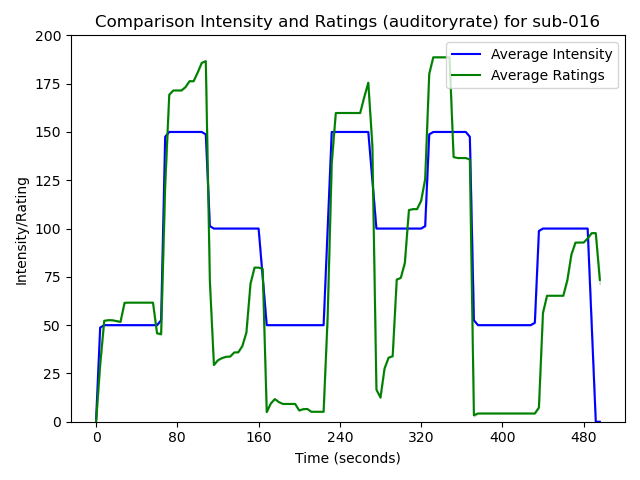 Comparison Intensity and Ratings (auditoryrate) for sub-016
Average Intensity
Average Ratings
Intensity/Rating
200
175
150
125
100
75
50
25
0
0 80 160 240 320 400 480
Time (seconds)